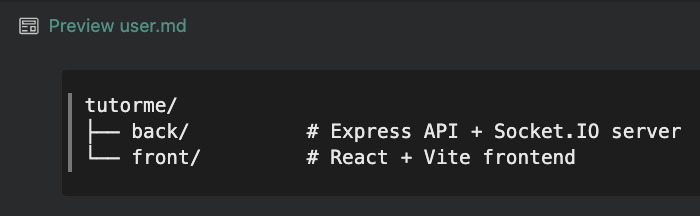 Preview user.md
tutorme/
├── back/          # Express API + Socket.IO server
└── front/         # React + Vite frontend